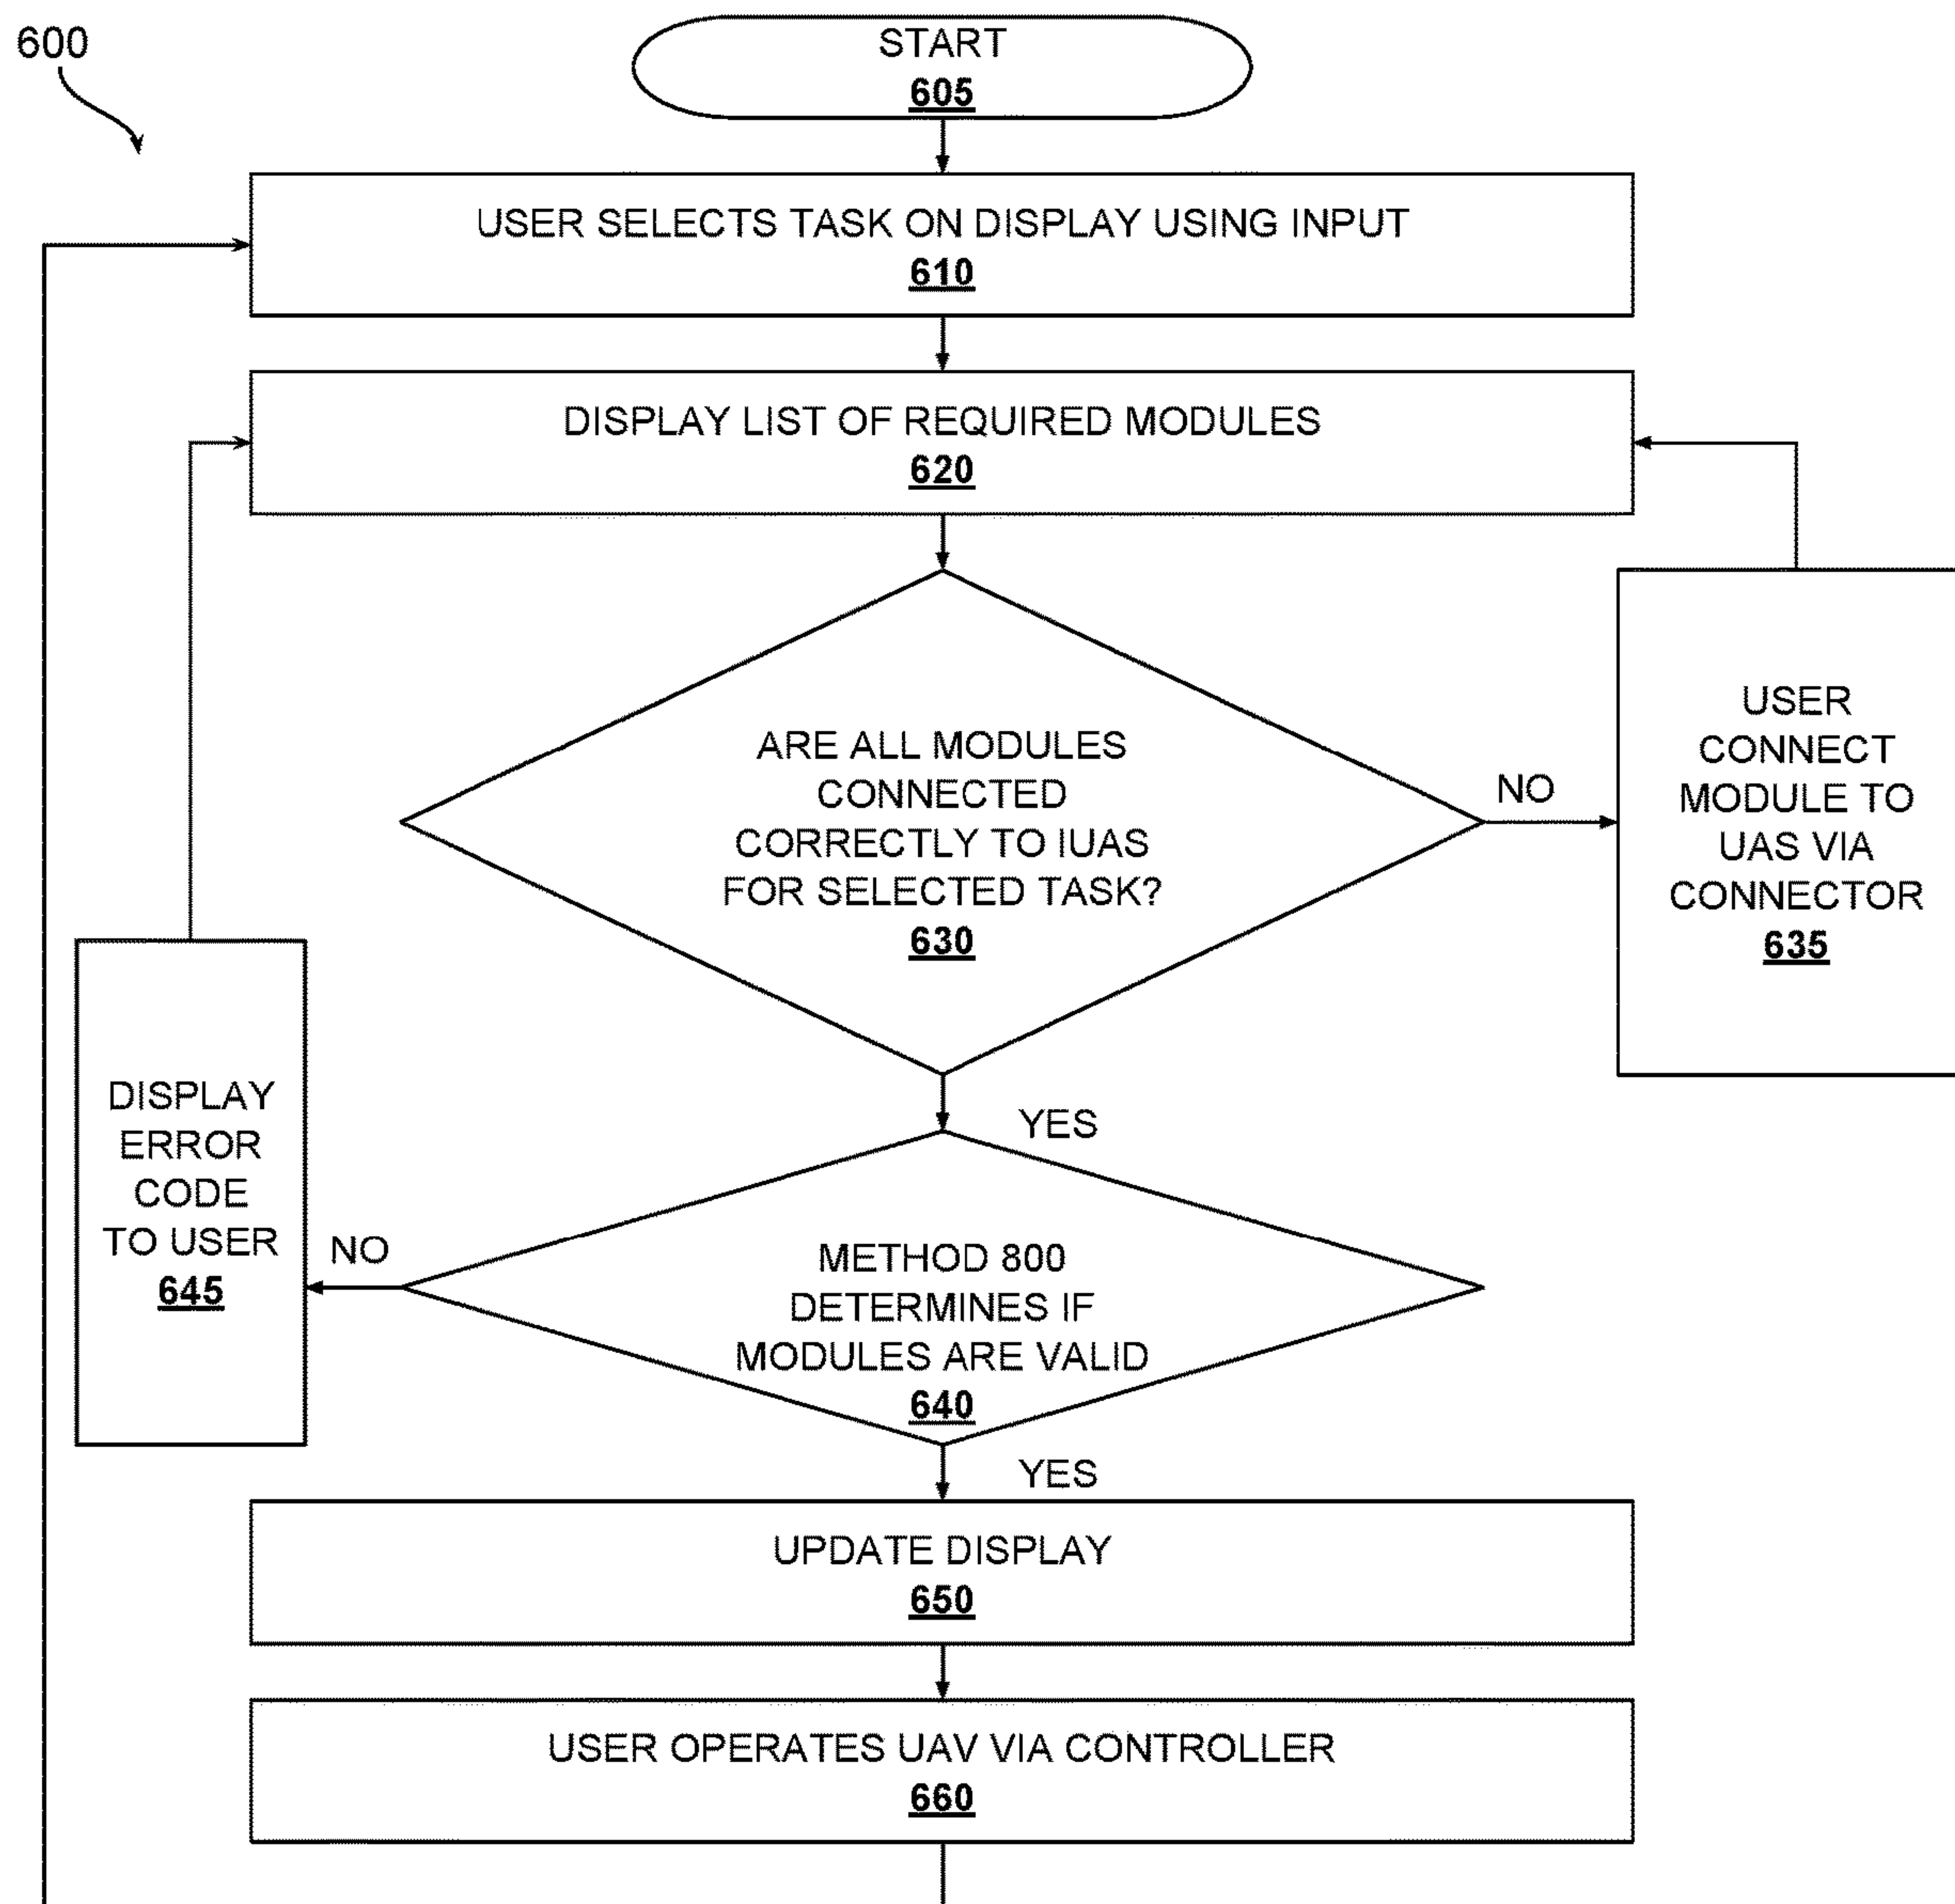 600
START
605
USER SELECTS TASK ON DISPLAY USING INPUT
610
DISPLAY LIST OF REQUIRED MODULES
620
ARE ALL MODULES
CONNECTED
CORRECTLY TO IUAS
FOR SELECTED TASK?
630
NO
USER
CONNECT
MODULE TO
UAS VIA
CONNECTOR
635
YES
METHOD 800
DETERMINES IF
MODULES ARE VALID
640
NO
DISPLAY
ERROR
CODE
TO USER
645
YES
UPDATE DISPLAY
650
USER OPERATES UAV VIA CONTROLLER
660